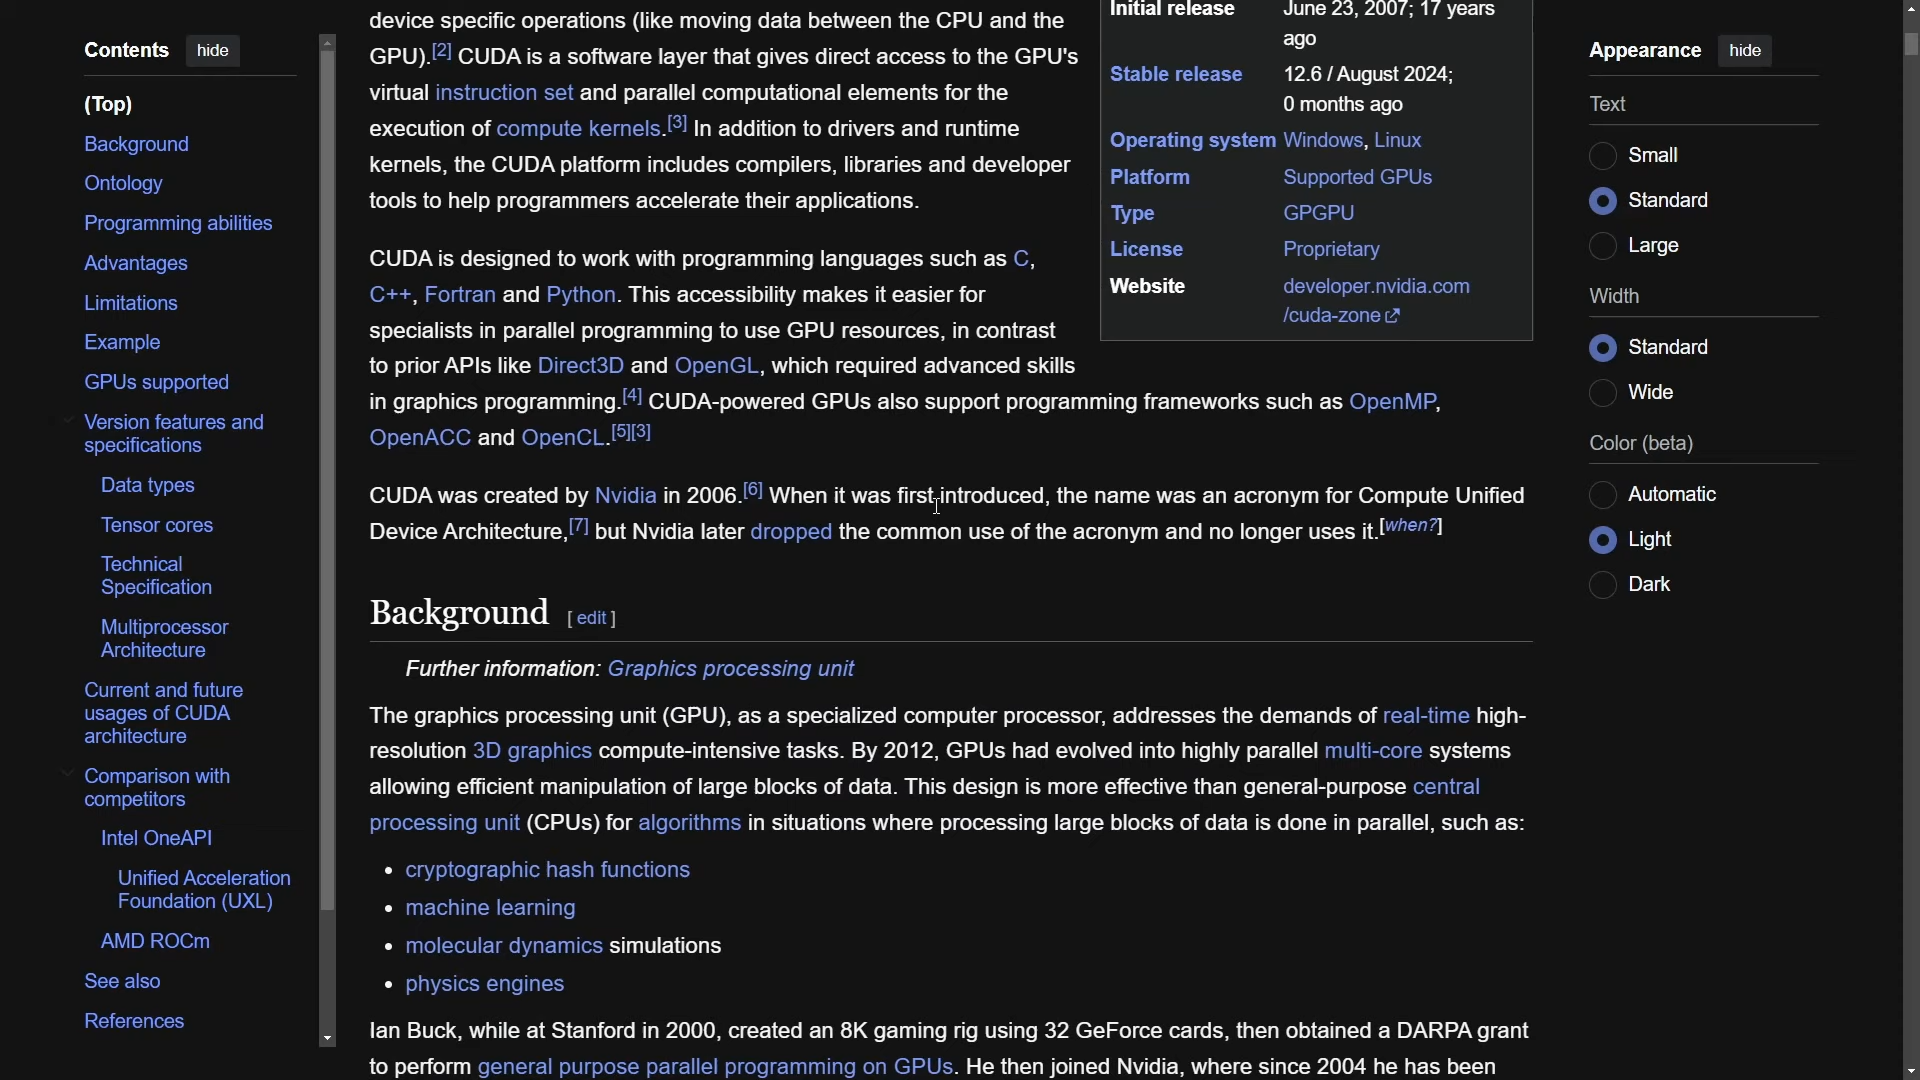 Contents hide
(Top)
Background
Ontology
Programming abilities
Advantages
Limitations
Example
GPUs supported
Version features and
specifications
Data types
Tensor cores
Technical
Specification
Multiprocessor
Architecture
Current and future
usages of CUDA
architecture
Comparison with
competitors
Intel OneAPI
Unified Acceleration
Foundation (UXL)
AMD ROCm
See also
References
device specific operations (like moving data between the CPU and the
GPU).[2] CUDA is a software layer that gives direct access to the GPU's
virtual instruction set and parallel computational elements for the
execution of compute kernels.[3] In addition to drivers and runtime
kernels, the CUDA platform includes compilers, libraries and developer
tools to help programmers accelerate their applications.
CUDA is designed to work with programming languages such as C,
C++, Fortran and Python. This accessibility makes it easier for
specialists in parallel programming to use GPU resources, in contrast
to prior APIs like Direct3D and OpenGL, which required advanced skills
in graphics programming.[4] CUDA-powered GPUs also support programming frameworks such as OpenMP,
OpenACC and OpenCL.[5][3]
CUDA was created by Nvidia in 2006.[6] When it was first introduced, the name was an acronym for Compute Unified
Device Architecture,[7] but Nvidia later dropped the common use of the acronym and no longer uses it.[when?]
Background [ edit ]
Further information: Graphics processing unit
The graphics processing unit (GPU), as a specialized computer processor, addresses the demands of real-time high-
resolution 3D graphics compute-intensive tasks. By 2012, GPUs had evolved into highly parallel multi-core systems
allowing efficient manipulation of large blocks of data. This design is more effective than general-purpose central
processing unit (CPUs) for algorithms in situations where processing large blocks of data is done in parallel, such as:
• cryptographic hash functions
• machine learning
• molecular dynamics simulations
• physics engines
Ian Buck, while at Stanford in 2000, created an 8K gaming rig using 32 GeForce cards, then obtained a DARPA grant
to perform general purpose parallel programming on GPUs. He then joined Nvidia, where since 2004 he has been
Initial release June 23, 2007; 17 years
ago
Stable release 12.6 / August 2024;
0 months ago
Operating system Windows, Linux
Platform Supported GPUs
Type GPGPU
License Proprietary
Website developer.nvidia.com
/cuda-zone
Appearance hide
Text
Small
Standard
Large
Width
Standard
Wide
Color (beta)
Automatic
Light
Dark